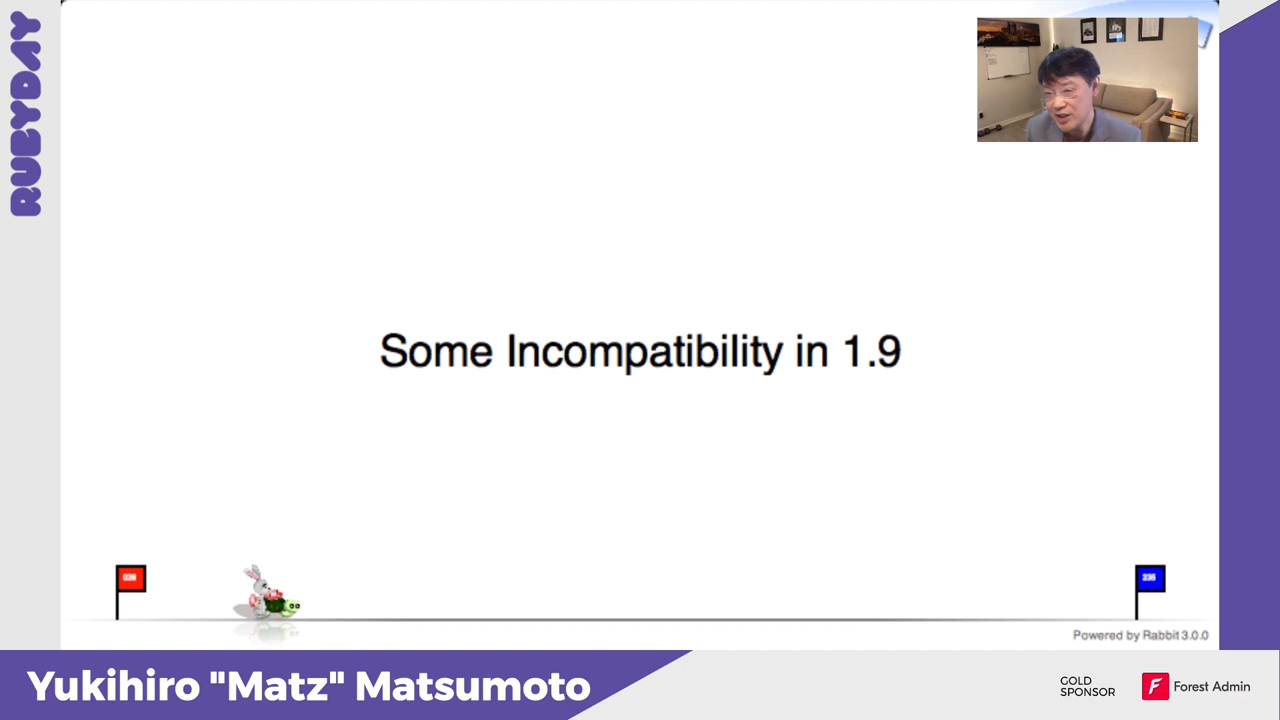 RUBYDAY
Some Incompatibility in 1.9
236
Powered by Rabbit 3.0.0
Yukihiro "Matz" Matsumoto
GOLD
SPONSOR
Forest Admin